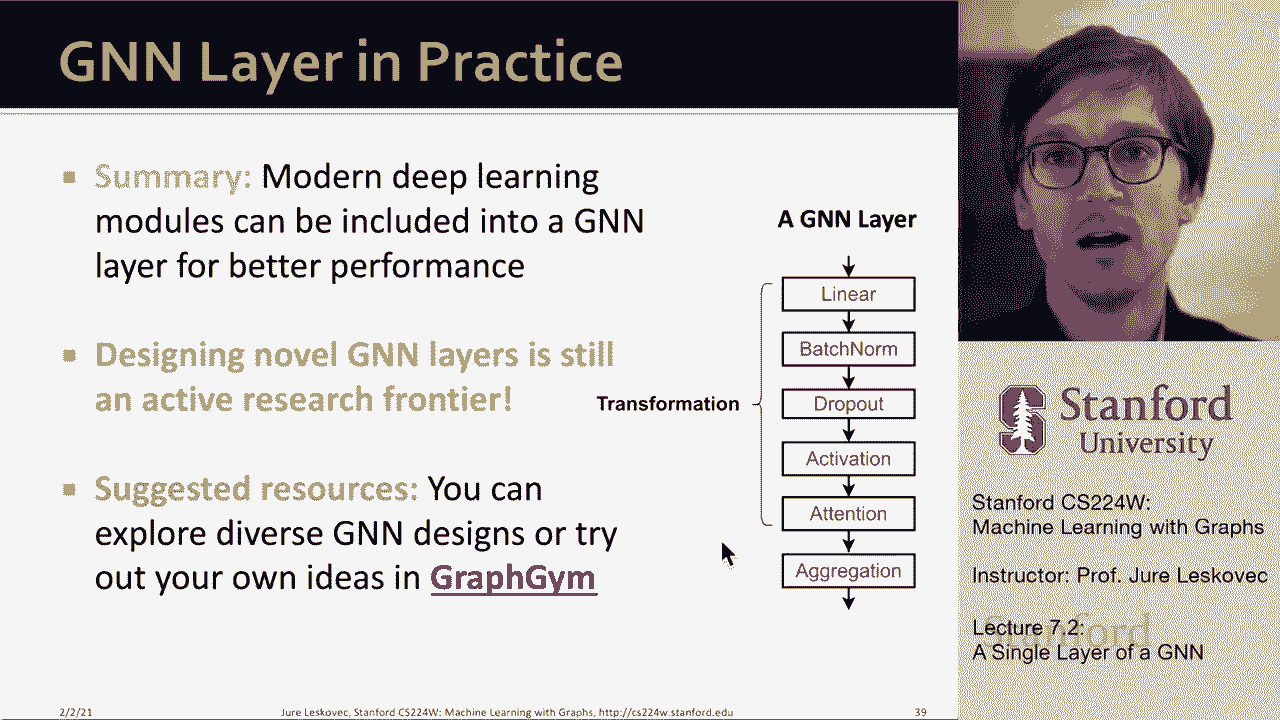 GNN Layer in Practice
Summary: Modern deep learning
modules can be included into a GNN
layer for better performance
Designing novel GNN layers is still
an active research frontier!
Suggested resources: You can
explore diverse GNN designs or try
out your own ideas in GraphGym
A GNN Layer
Linear
BatchNorm
Dropout
Activation
Attention
Aggregation
Transformation
2/2/21
Jure Leskovec, Stanford CS224W: Machine Learning with Graphs, http://cs224w.stanford.edu
39
Stanford
University
Stanford CS224W:
Machine Learning with Graphs
Instructor: Prof. Jure Leskovec
Lecture 7.2:
A Single Layer of a GNN